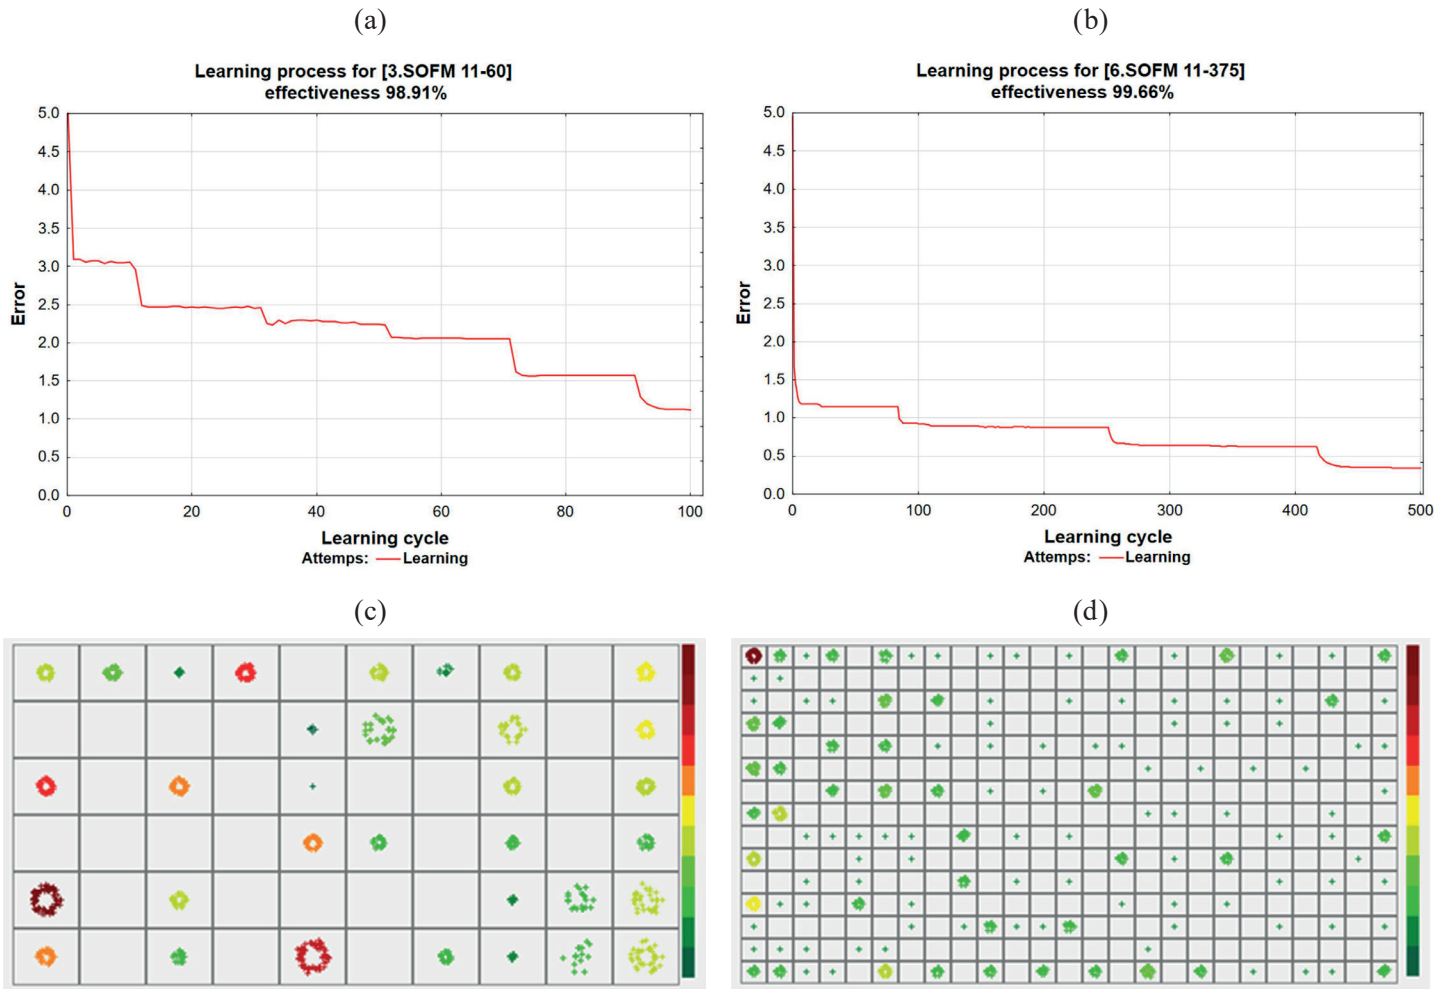 (a)
Learning process for [3.SOFM 11-60]
effectiveness 98.91%
5.0
4.5
4.0
3.5
3.0
2.5
2.0
1.5
1.0
0.5
0.0
Error
0 20 40 60 80 100
Learning cycle
Attemps: Learning
(b)
Learning process for [6.SOFM 11-375]
effectiveness 99.66%
5.0
4.5
4.0
3.5
3.0
2.5
2.0
1.5
1.0
0.5
0.0
Error
0 100 200 300 400 500
Learning cycle
Attemps: Learning
(c)
(d)